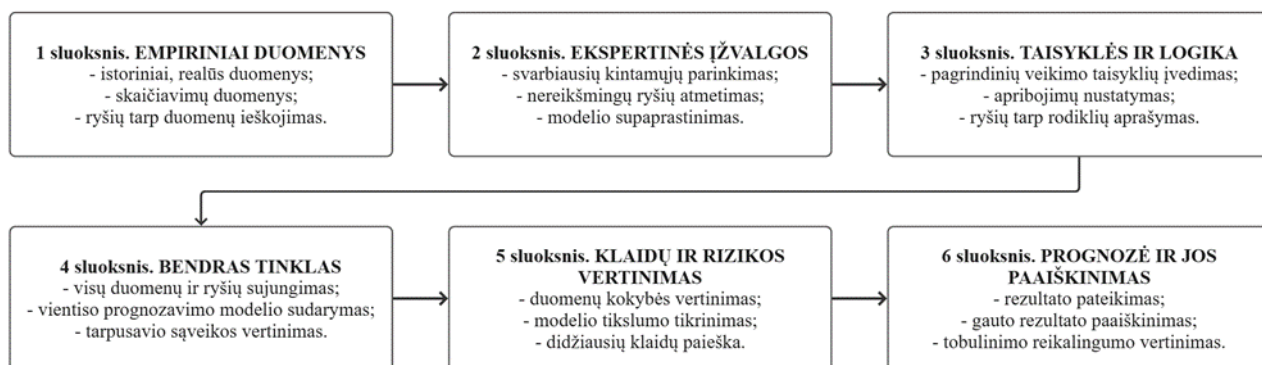 1 sluoksnis. EMPIRINIAI DUOMENYS
- istoriniai, realūs duomenys;
- skaičiavimų duomenys;
- ryšių tarp duomenų ieškojimas.
2 sluoksnis. EKSPERTINĖS ĮŽVALGOS
- svarbiausių kintamųjų parinkimas;
- nereikšmingų ryšių atmetimas;
- modelio supaprastinimas.
3 sluoksnis. TAISYKLĖS IR LOGIKA
- pagrindinių veikimo taisyklių įvedimas;
- apribojimų nustatymas;
- ryšių tarp rodiklių aprašymas.
4 sluoksnis. BENDRAS TINKLAS
- visų duomenų ir ryšių sujungimas;
- vientiso prognozavimo modelio sudarymas;
- tarpusavio sąveikos vertinimas.
5 sluoksnis. KLAIDŲ IR RIZIKOS
VERTINIMAS
- duomenų kokybės vertinimas;
- modelio tikslumo tikrinimas;
- didžiausių klaidų paieška.
6 sluoksnis. PROGNOZĖ IR JOS
PAAIŠKINIMAS
- rezultato pateikimas;
- gauto rezultato paaiškinimas;
- tobulinimo reikalingumo vertinimas.